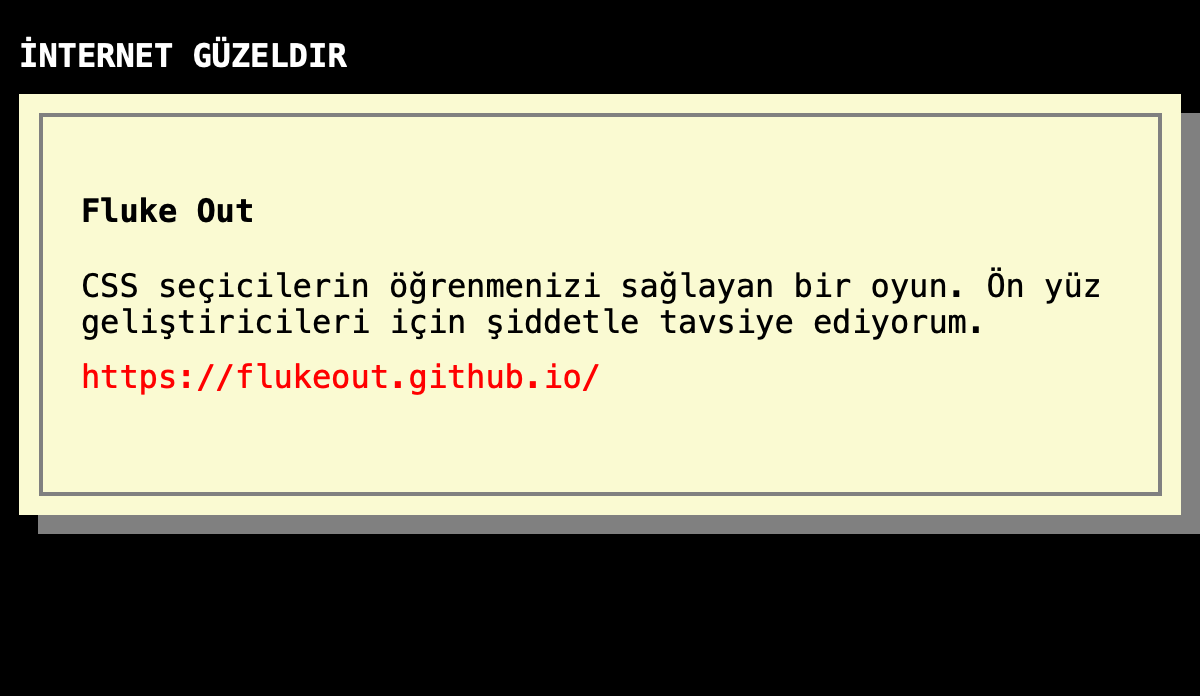 İNTERNET GÜZELDIR
Fluke Out
CSS seçicilerin öğrenmenizi sağlayan bir oyun. Ön yüz
geliştiricileri için şiddetle tavsiye ediyorum.
https://flukeout.github.io/